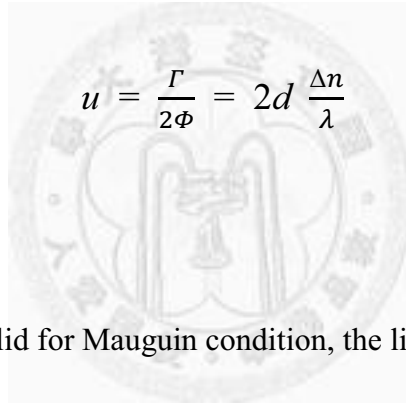 u = Γ/2Φ = 2d Δn/λ
lid for Mauguin condition, the li